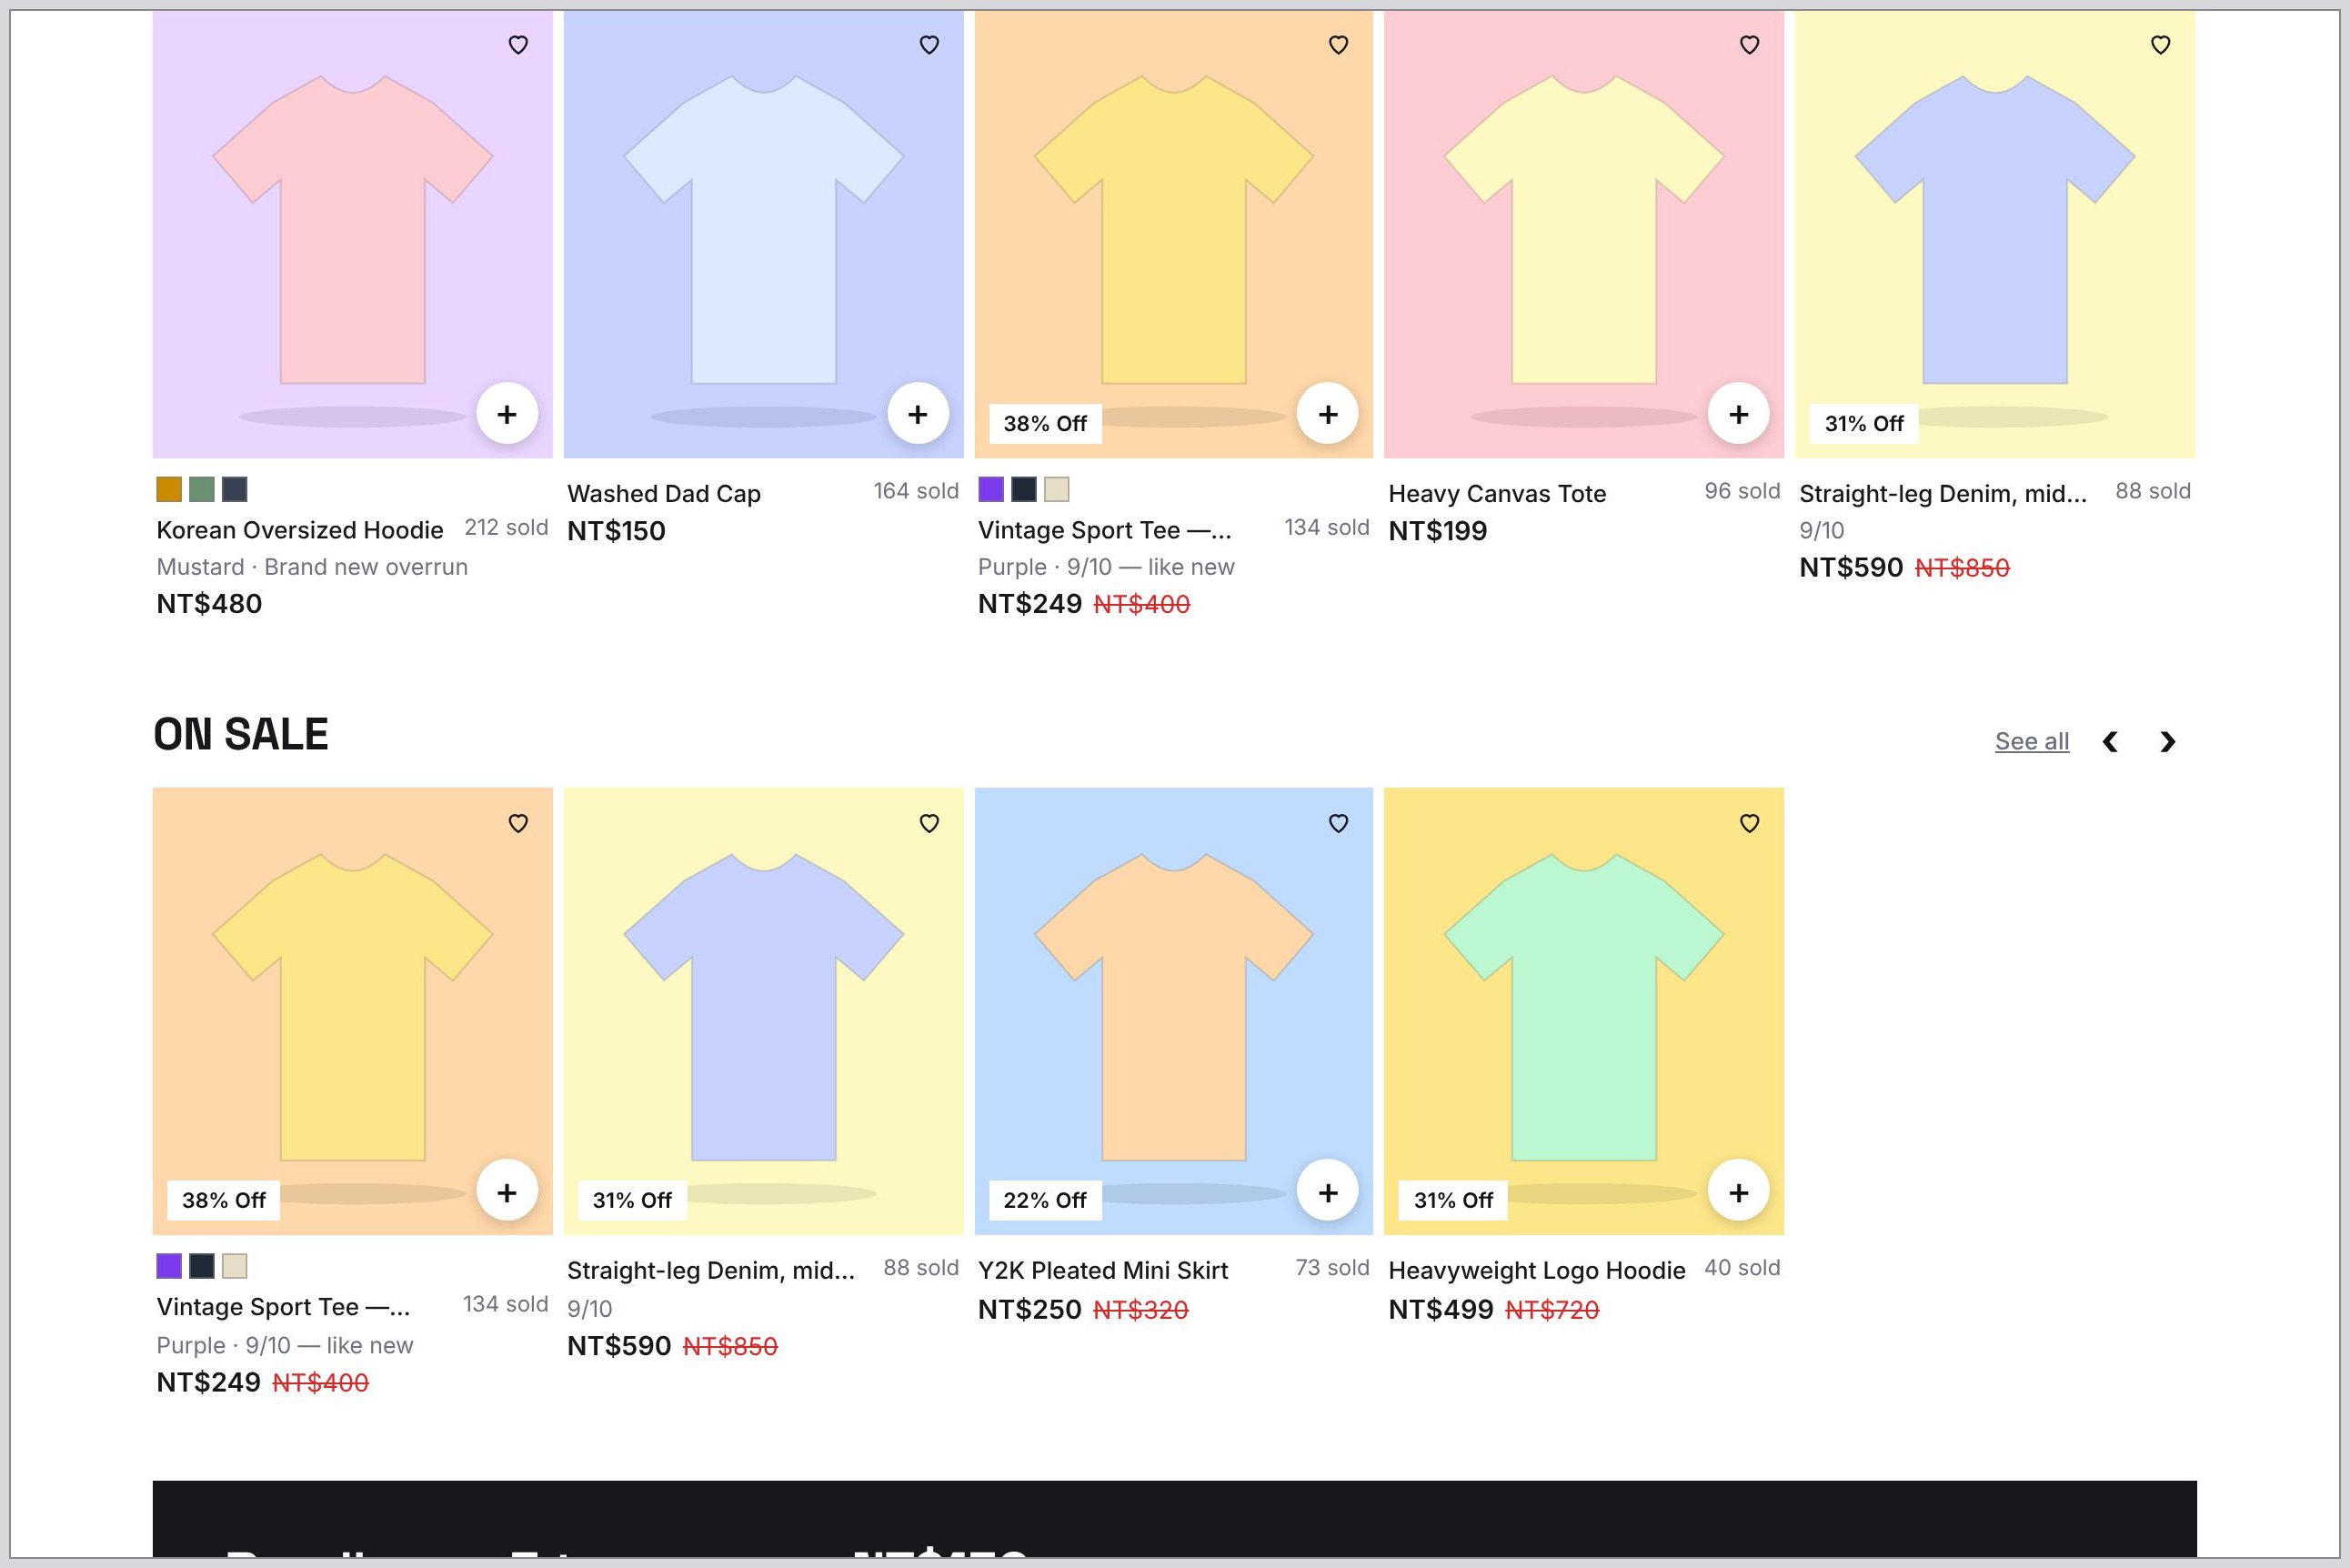 38% Off
31% Off
Korean Oversized Hoodie 212 sold
Mustard · Brand new overrun
NT$480
Washed Dad Cap 164 sold
NT$150
Vintage Sport Tee —... 134 sold
Purple · 9/10 — like new
NT$249 NT$400
Heavy Canvas Tote 96 sold
NT$199
Straight-leg Denim, mid... 88 sold
9/10
NT$590 NT$850
ON SALE
See all
38% Off
31% Off
22% Off
31% Off
Vintage Sport Tee —... 134 sold
Purple · 9/10 — like new
NT$249 NT$400
Straight-leg Denim, mid... 88 sold
9/10
NT$590 NT$850
Y2K Pleated Mini Skirt 73 sold
NT$250 NT$320
Heavyweight Logo Hoodie 40 sold
NT$499 NT$720